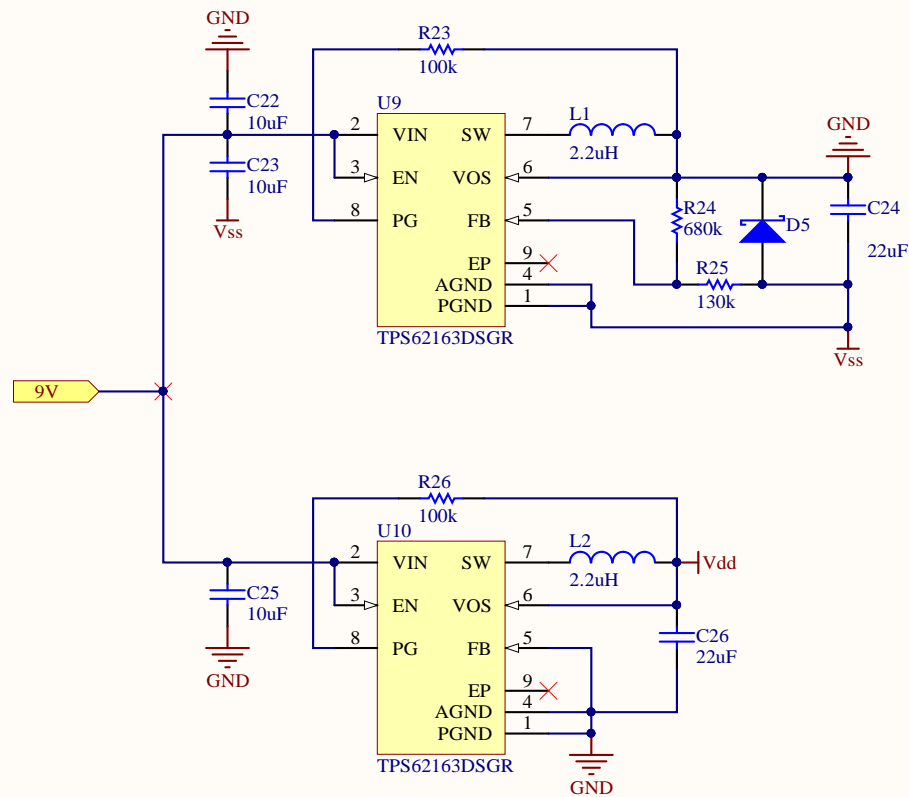 GND
R23
100k
C22
10uF
C23
10uF
Vss
U9
2 VIN
3 EN
8 PG
SW 7
VOS 6
FB 5
EP 9
AGND 4
PGND 1
TPS62163DSGR
L1
2.2uH
GND
R24
680k
D5
C24
22uF
R25
130k
Vss
9V
R26
100k
U10
2 VIN
3 EN
8 PG
SW 7
VOS 6
FB 5
EP 9
AGND 4
PGND 1
TPS62163DSGR
L2
2.2uH
Vdd
C25
10uF
GND
C26
22uF
GND